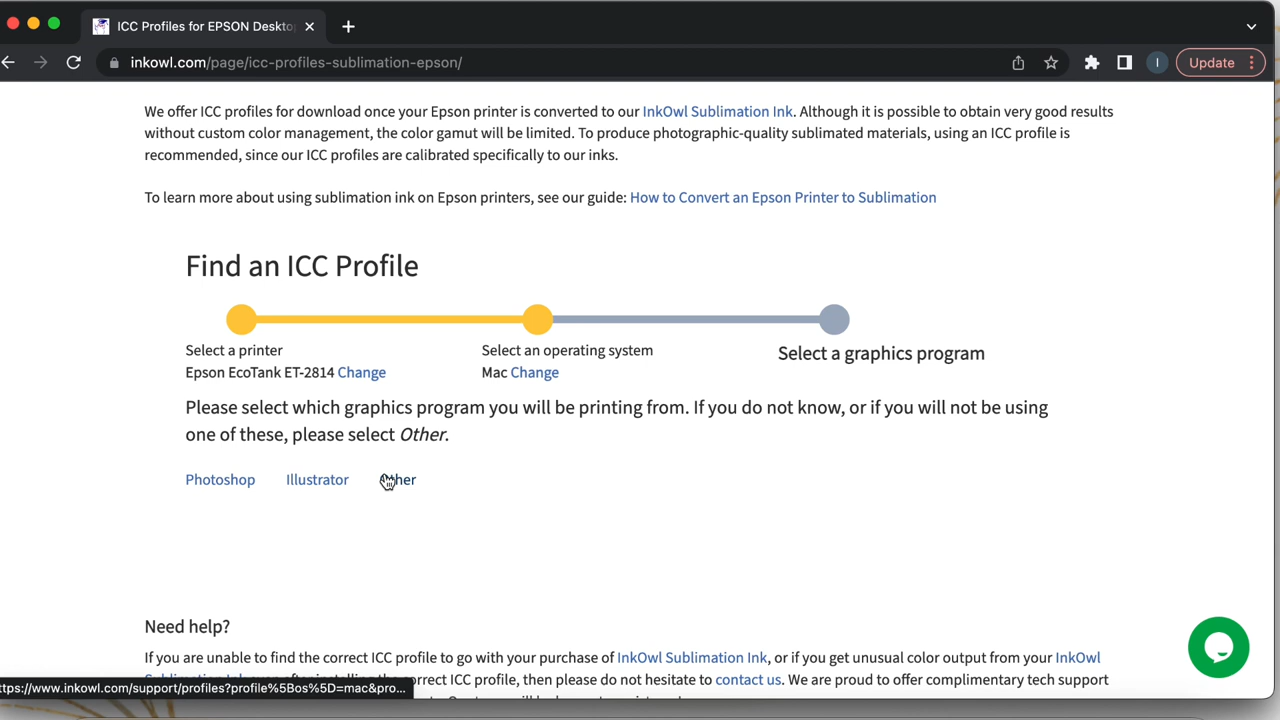 ICC Profiles for EPSON Deskto
inkowl.com/page/icc-profiles-sublimation-epson/
I
Update
We offer ICC profiles for download once your Epson printer is converted to our InkOwl Sublimation Ink. Although it is possible to obtain very good results
without custom color management, the color gamut will be limited. To produce photographic-quality sublimated materials, using an ICC profile is
recommended, since our ICC profiles are calibrated specifically to our inks.
To learn more about using sublimation ink on Epson printers, see our guide: How to Convert an Epson Printer to Sublimation
Find an ICC Profile
Select a printer
Epson EcoTank ET-2814 Change
Select an operating system
Mac Change
Select a graphics program
Please select which graphics program you will be printing from. If you do not know, or if you will not be using
one of these, please select Other.
Photoshop Illustrator Other
Need help?
If you are unable to find the correct ICC profile to go with your purchase of InkOwl Sublimation Ink, or if you get unusual color output from your InkOwl
rrect ICC profile, then please do not hesitate to contact us. We are proud to offer complimentary tech support
ttps://www.inkowl.com/support/profiles?profile%5Bos%5D=mac&pro...